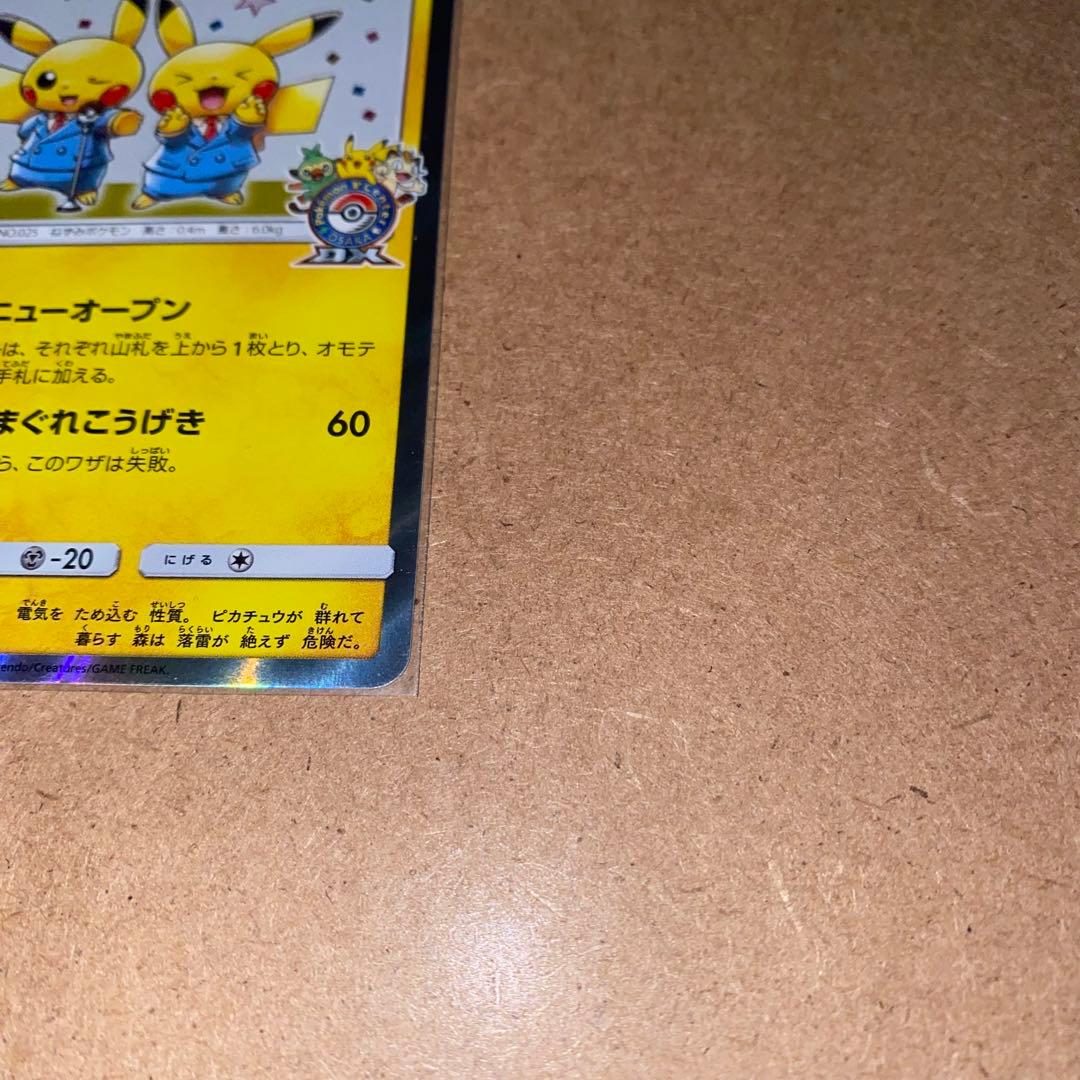 Pokémon Center
OSAKA
DX
NO.025 ねずみポケモン 高さ：0.4m 重さ：6.0kg
ニューオープン
は、それぞれ山札を上から1枚とり、オモテ
手札に加える。
まぐれこうげき 60
ら、このワザは失敗。
-20 にげる
電気を ため込む 性質。 ピカチュウが 群れて
暮らす 森は 落雷が 絶えず 危険だ。
endo/Creatures/GAME FREAK.